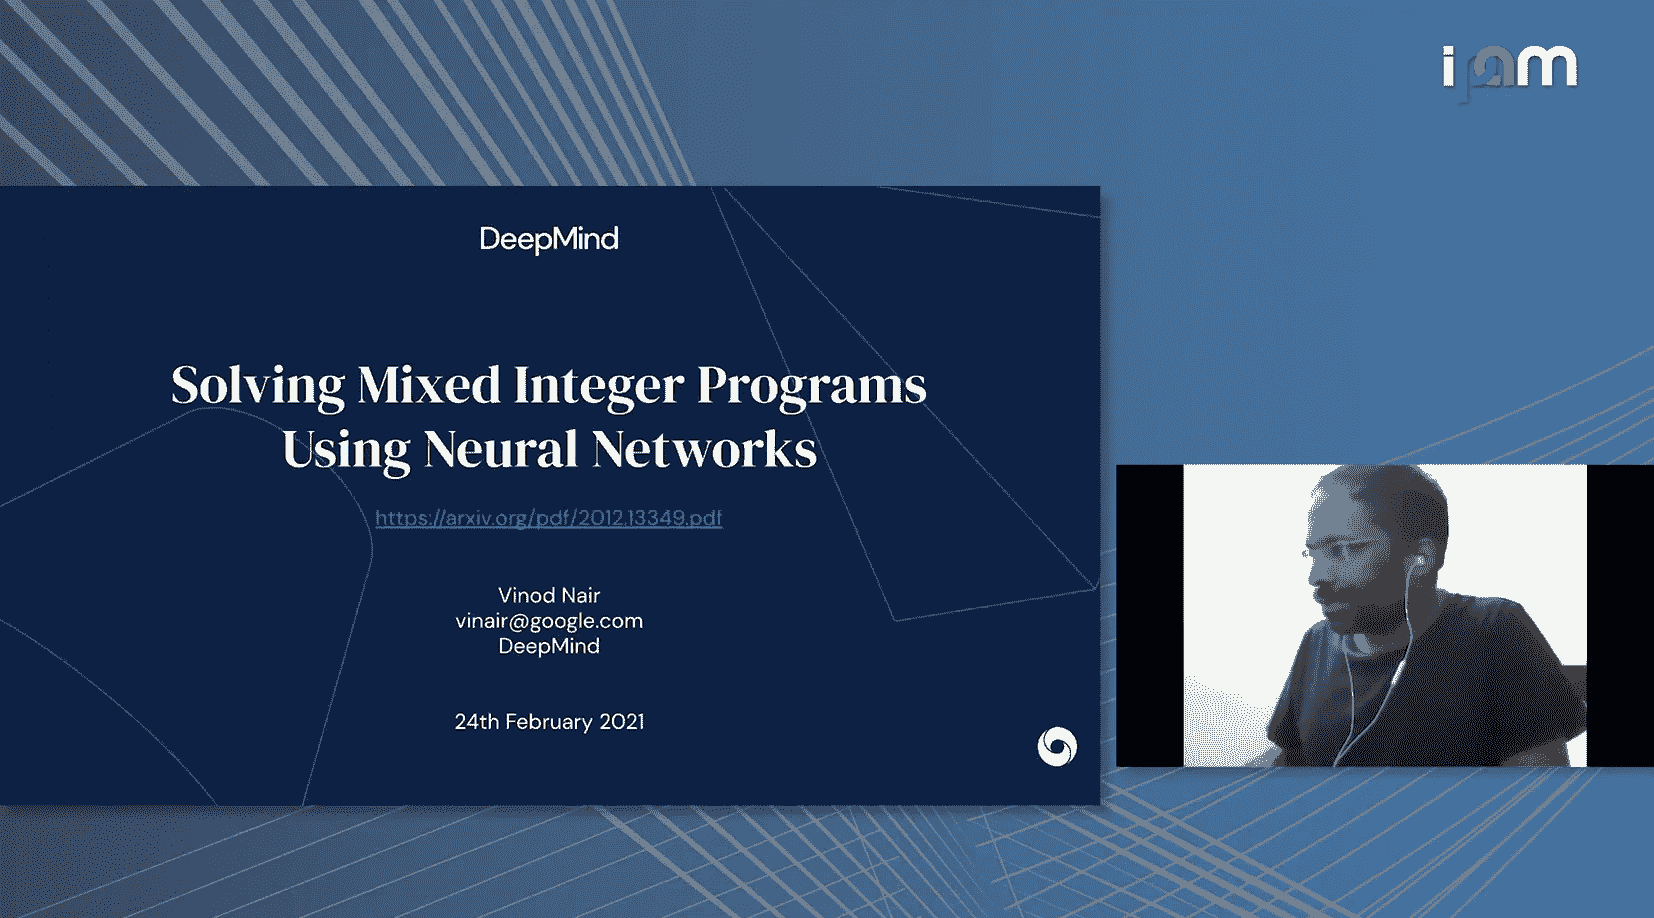 ipam
DeepMind
Solving Mixed Integer Programs
Using Neural Networks
https://arxiv.org/pdf/2012.13349.pdf
Vinod Nair
vinair@google.com
DeepMind
24th February 2021